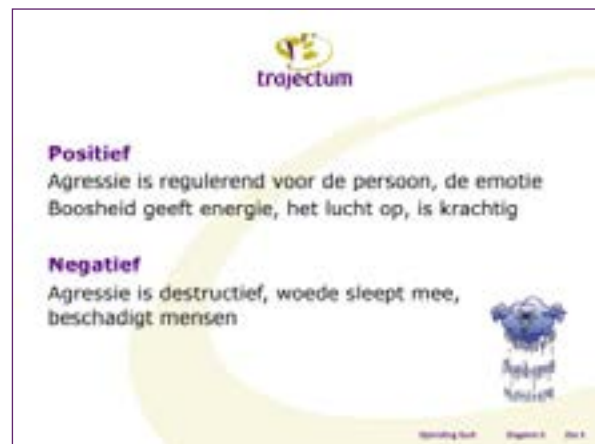 trajectum
Positief
Agressie is regulerend voor de persoon, de emotie
Boosheid geeft energie, het lucht op, is krachtig
Negatief
Agressie is destructief, woede sleept mee,
beschadigt mensen